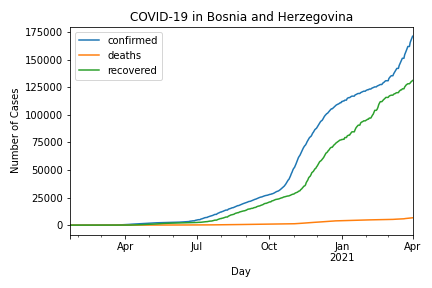 COVID-19 in Bosnia and Herzegovina
175000
150000
125000
100000
75000
50000
25000
0
Number of Cases
confirmed
deaths
recovered
Apr
Jul
Oct
Jan
2021
Apr
Day